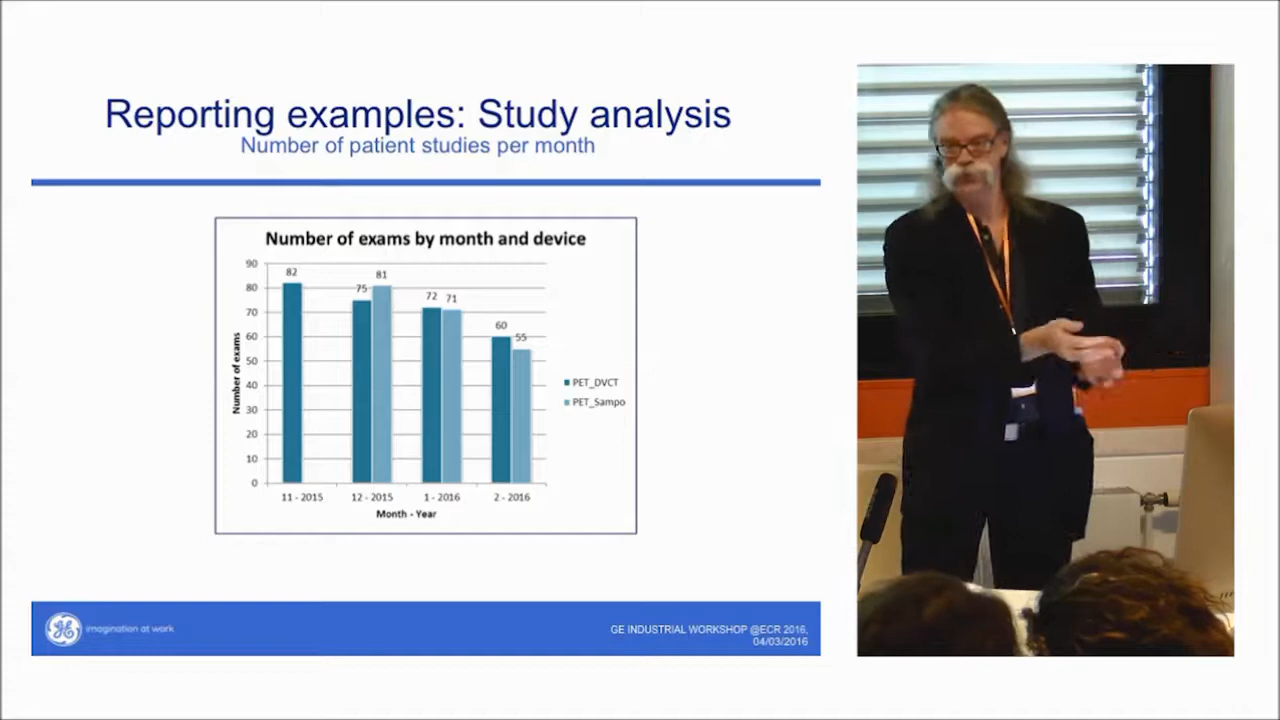 Reporting examples: Study analysis
Number of patient studies per month
Number of exams by month and device
Number of exams
90
80
70
60
50
40
30
20
10
0
82
75
81
72
71
60
55
PET_DVCT
PET_Sampo
11 - 2015
12 - 2015
1 - 2016
2 - 2016
Month - Year
imagination at work
GE INDUSTRIAL WORKSHOP @ECR 2016,
04/03/2016